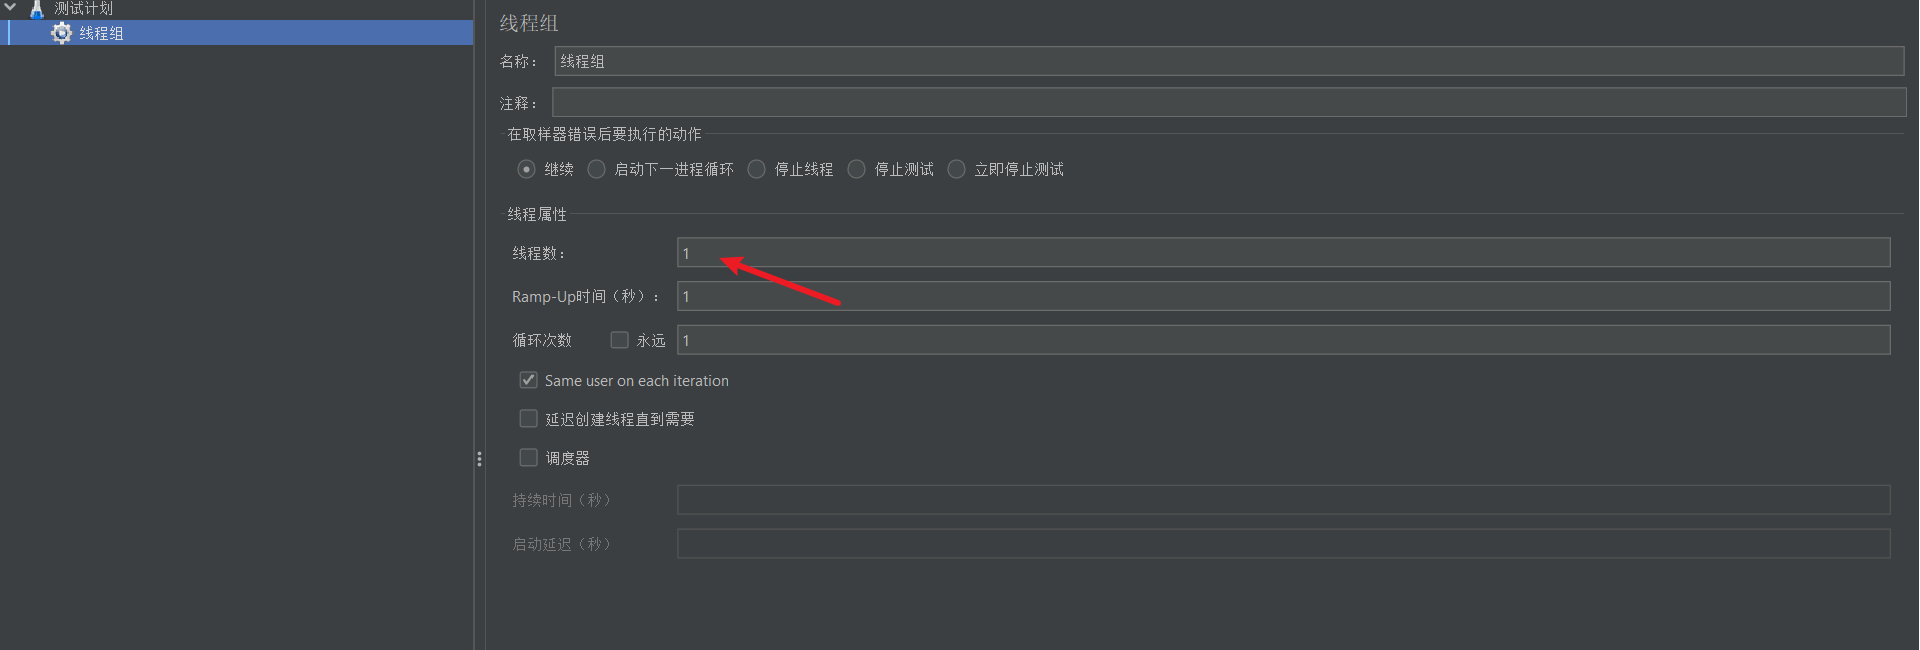 测试计划
线程组
线程组
名称： 线程组
注释：
在取样器错误后要执行的动作
继续 启动下一进程循环 停止线程 停止测试 立即停止测试
线程属性
线程数： 1
Ramp-Up时间（秒）： 1
循环次数 永远 1
Same user on each iteration
延迟创建线程直到需要
调度器
持续时间（秒）
启动延迟（秒）